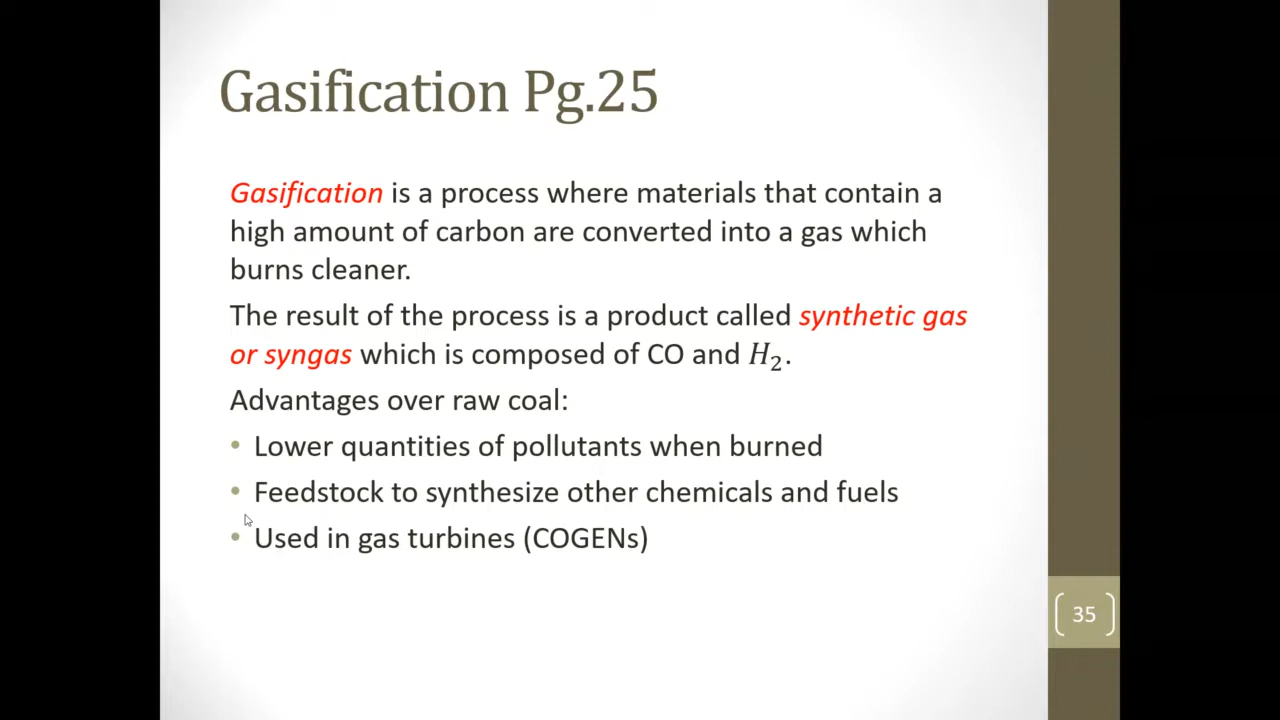 Gasification Pg.25
Gasification is a process where materials that contain a
high amount of carbon are converted into a gas which
burns cleaner.
The result of the process is a product called synthetic gas
or syngas which is composed of CO and H₂.
Advantages over raw coal:
• Lower quantities of pollutants when burned
• Feedstock to synthesize other chemicals and fuels
• Used in gas turbines (COGENs)
35